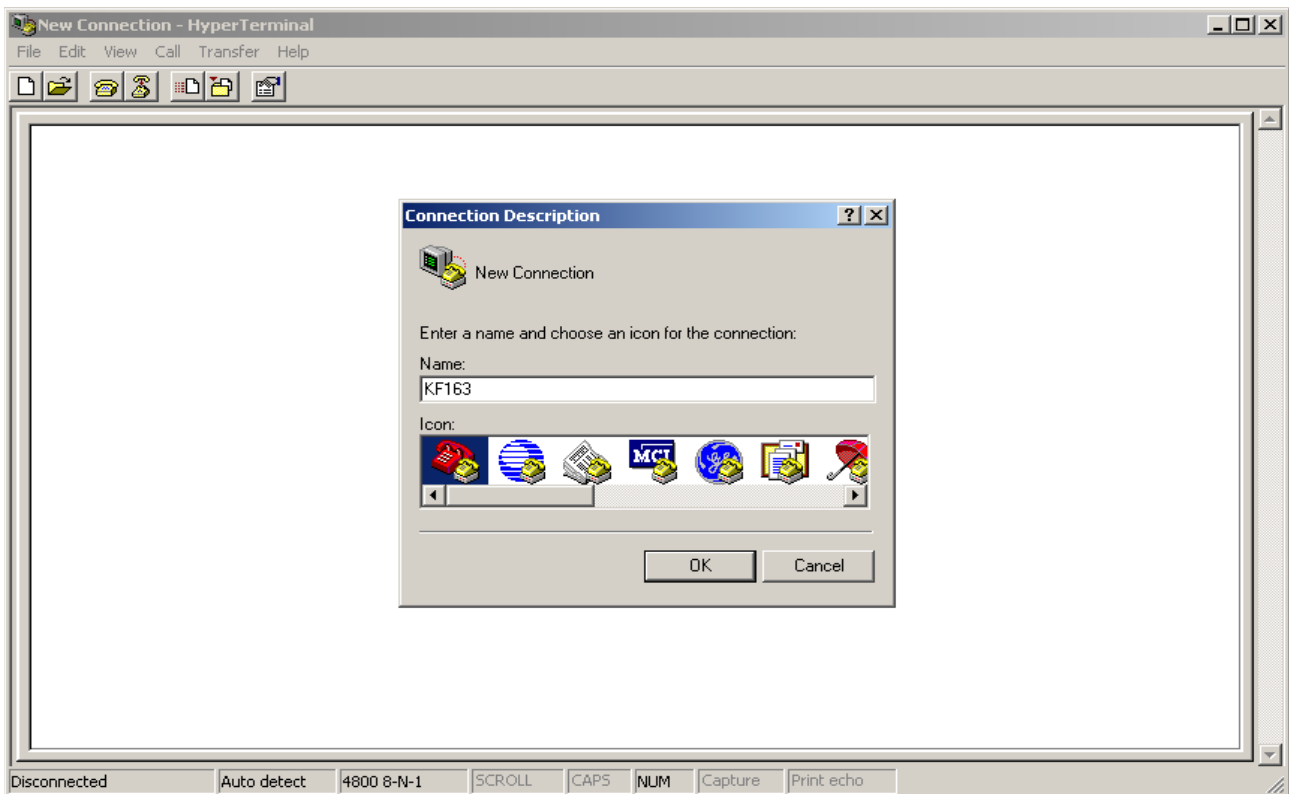 New Connection - HyperTerminal
File Edit View Call Transfer Help
Connection Description
New Connection
Enter a name and choose an icon for the connection:
Name:
KF163
Icon:
MCI
OK Cancel
Disconnected Auto detect 4800 8-N-1 SCROLL CAPS NUM Capture Print echo